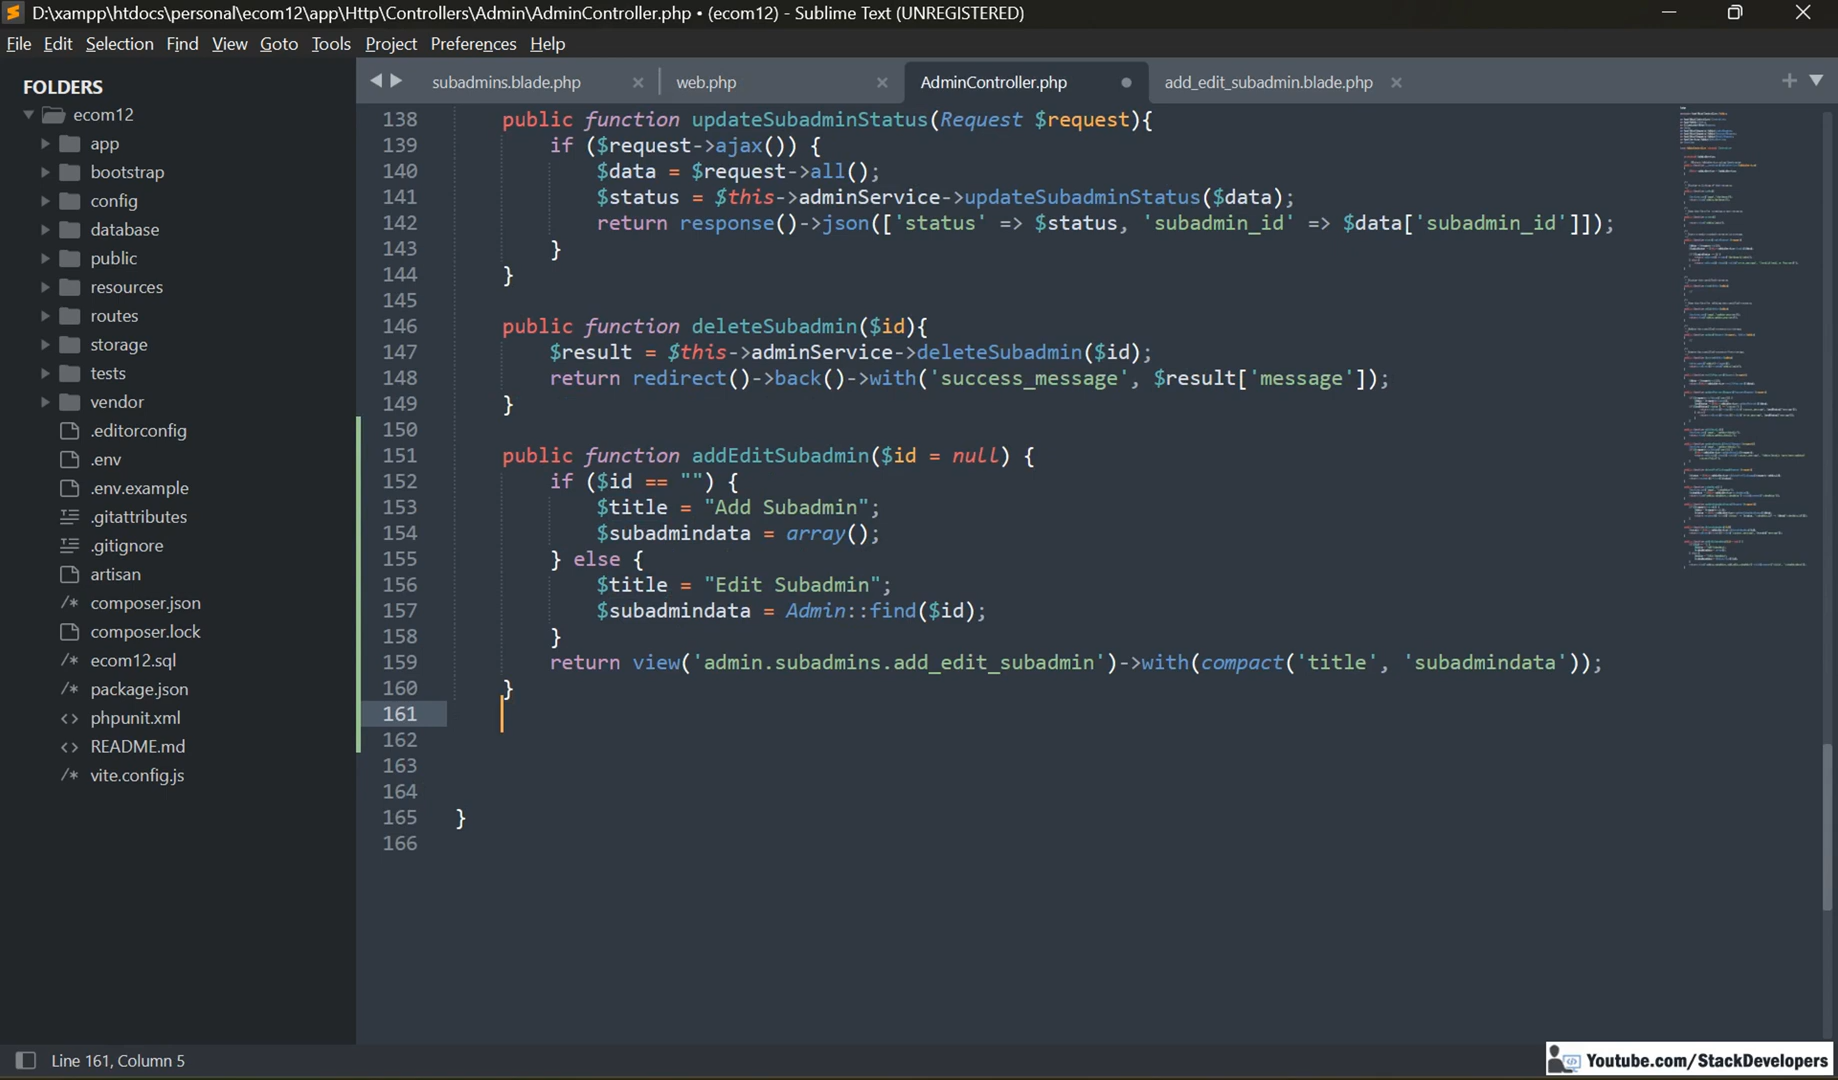 D:\xampp\htdocs\personal\ecom12\app\Http\Controllers\Admin\AdminController.php • (ecom12) - Sublime Text (UNREGISTERED)
File Edit Selection Find View Goto Tools Project Preferences Help
FOLDERS
ecom12
app
bootstrap
config
database
public
resources
routes
storage
tests
vendor
.editorconfig
.env
.env.example
.gitattributes
.gitignore
artisan
/* composer.json
composer.lock
/* ecom12.sql
/* package.json
<> phpunit.xml
<> README.md
/* vite.config.js
subadmins.blade.php × web.php × AdminController.php • add_edit_subadmin.blade.php ×
138 public function updateSubadminStatus(Request $request){
139 if ($request->ajax()) {
140 $data = $request->all();
141 $status = $this->adminService->updateSubadminStatus($data);
142 return response()->json(['status' => $status, 'subadmin_id' => $data['subadmin_id']]);
143 }
144 }
145
146 public function deleteSubadmin($id){
147 $result = $this->adminService->deleteSubadmin($id);
148 return redirect()->back()->with('success_message', $result['message']);
149 }
150
151 public function addEditSubadmin($id = null) {
152 if ($id == "") {
153 $title = "Add Subadmin";
154 $subadmindata = array();
155 } else {
156 $title = "Edit Subadmin";
157 $subadmindata = Admin::find($id);
158 }
159 return view('admin.subadmins.add_edit_subadmin')->with(compact('title', 'subadmindata'));
160 }
161
162
163
164
165 }
166
Line 161, Column 5
Youtube.com/StackDevelopers